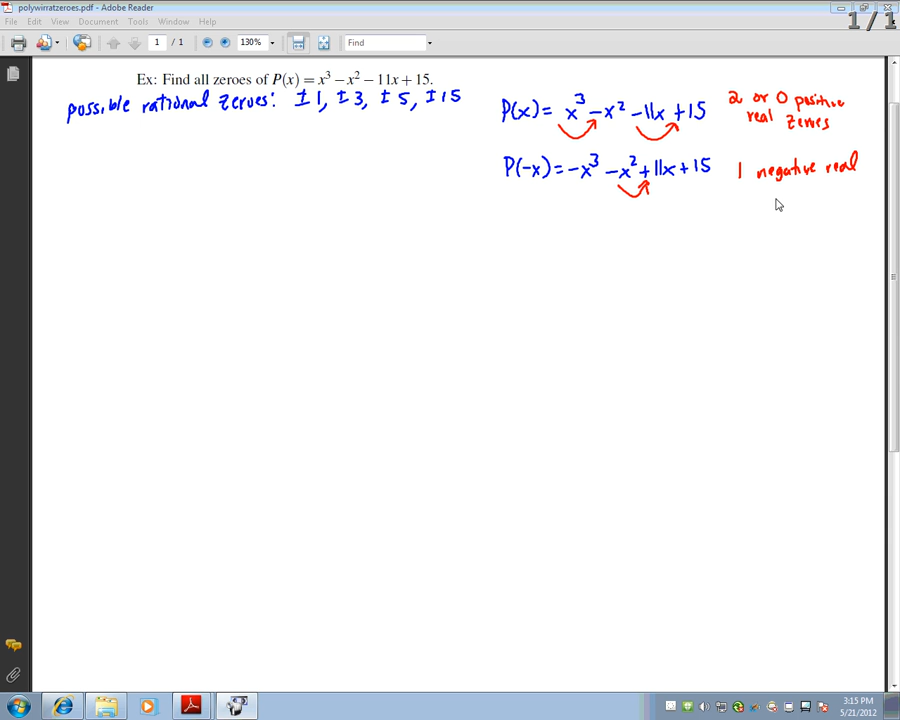 polywirratzeroes.pdf - Adobe Reader
File Edit View Document Tools Window Help
1 / 1
1 / 1 130% Find
Ex: Find all zeroes of P(x) = x³ − x² − 11x + 15.
possible rational zeroes: ±1, ±3, ±5, ±15
P(x) = x³ − x² − 11x + 15 2 or 0 positive
real zeroes
P(-x) = −x³ − x² + 11x + 15 1 negative real
3:15 PM
5/21/2012